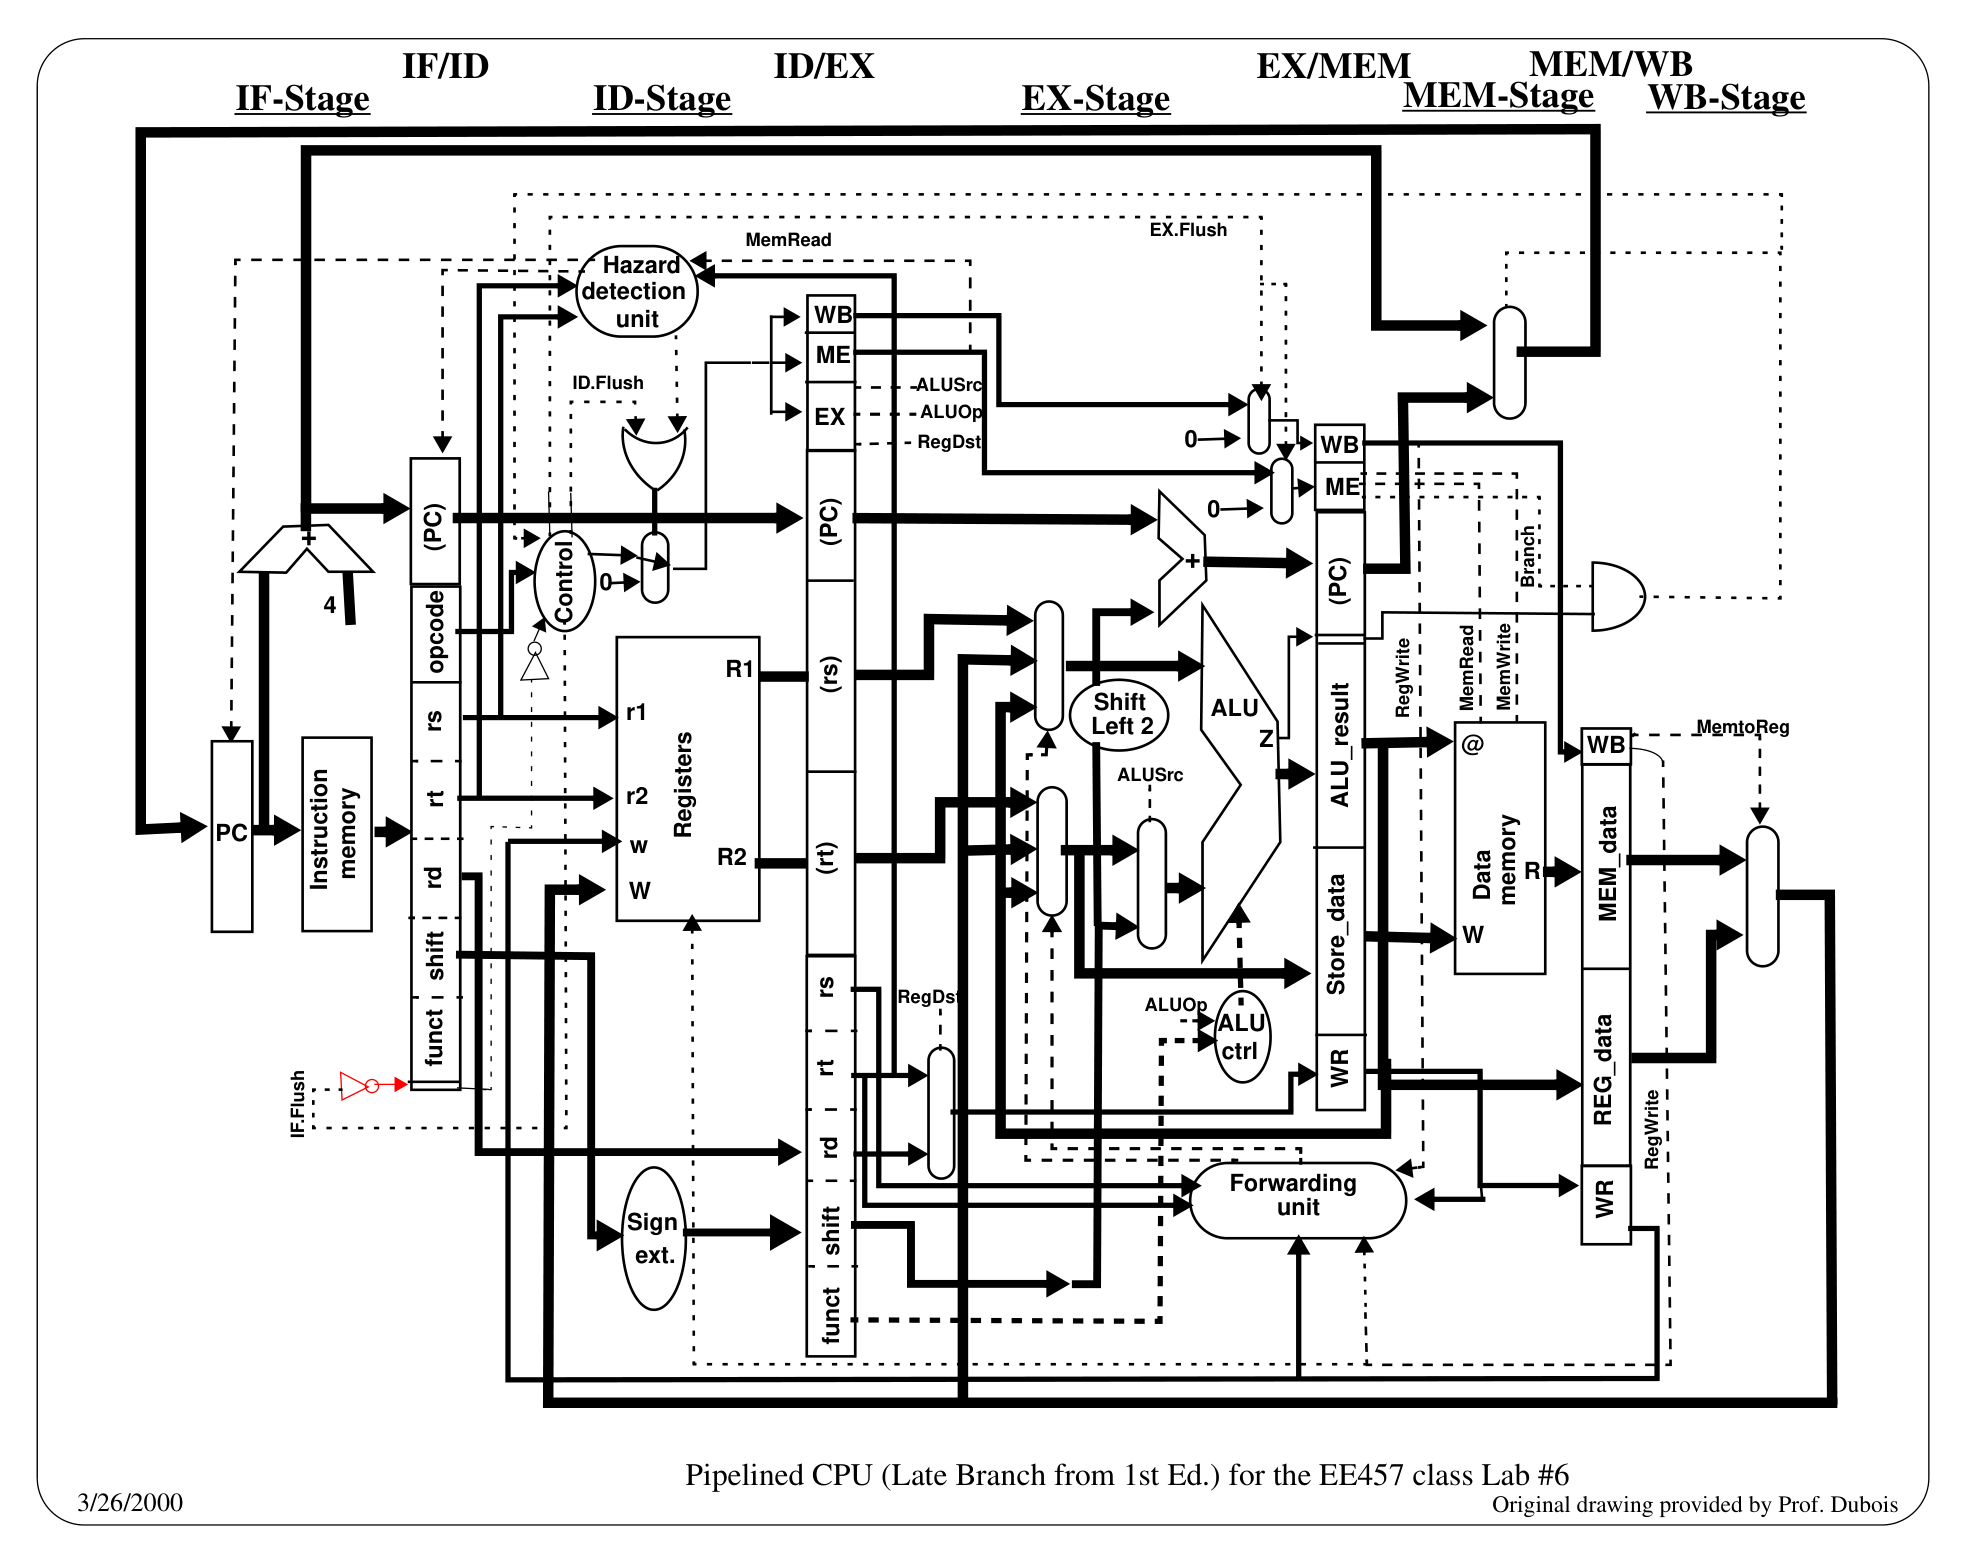 IF/ID
ID/EX
EX/MEM
MEM/WB
IF-Stage
ID-Stage
EX-Stage
MEM-Stage
WB-Stage
EX.Flush
MemRead
Hazard
detection
unit
ID.Flush
WB
ME
EX
ALUSrc
ALUOp
RegDst
0
0
WB
ME
(PC)
(PC)
+
4
opcode
Control
0
+
(PC)
Branch
rs
rt
rd
shift
funct
PC
Instruction
memory
Registers
R1
r1
r2
w
W
R2
(rs)
(rt)
Shift
Left 2
ALUSrc
ALU
Z
ALU_result
RegWrite
MemRead
MemWrite
@
Data
memory
R
W
Store_data
WR
WB
MEM_data
REG_data
WR
MemtoReg
RegWrite
IF.Flush
rs
rt
rd
shift
funct
RegDst
ALUOp
ALU
ctrl
Sign
ext.
Forwarding
unit
Pipelined CPU (Late Branch from 1st Ed.) for the EE457 class Lab #6
3/26/2000
Original drawing provided by Prof. Dubois